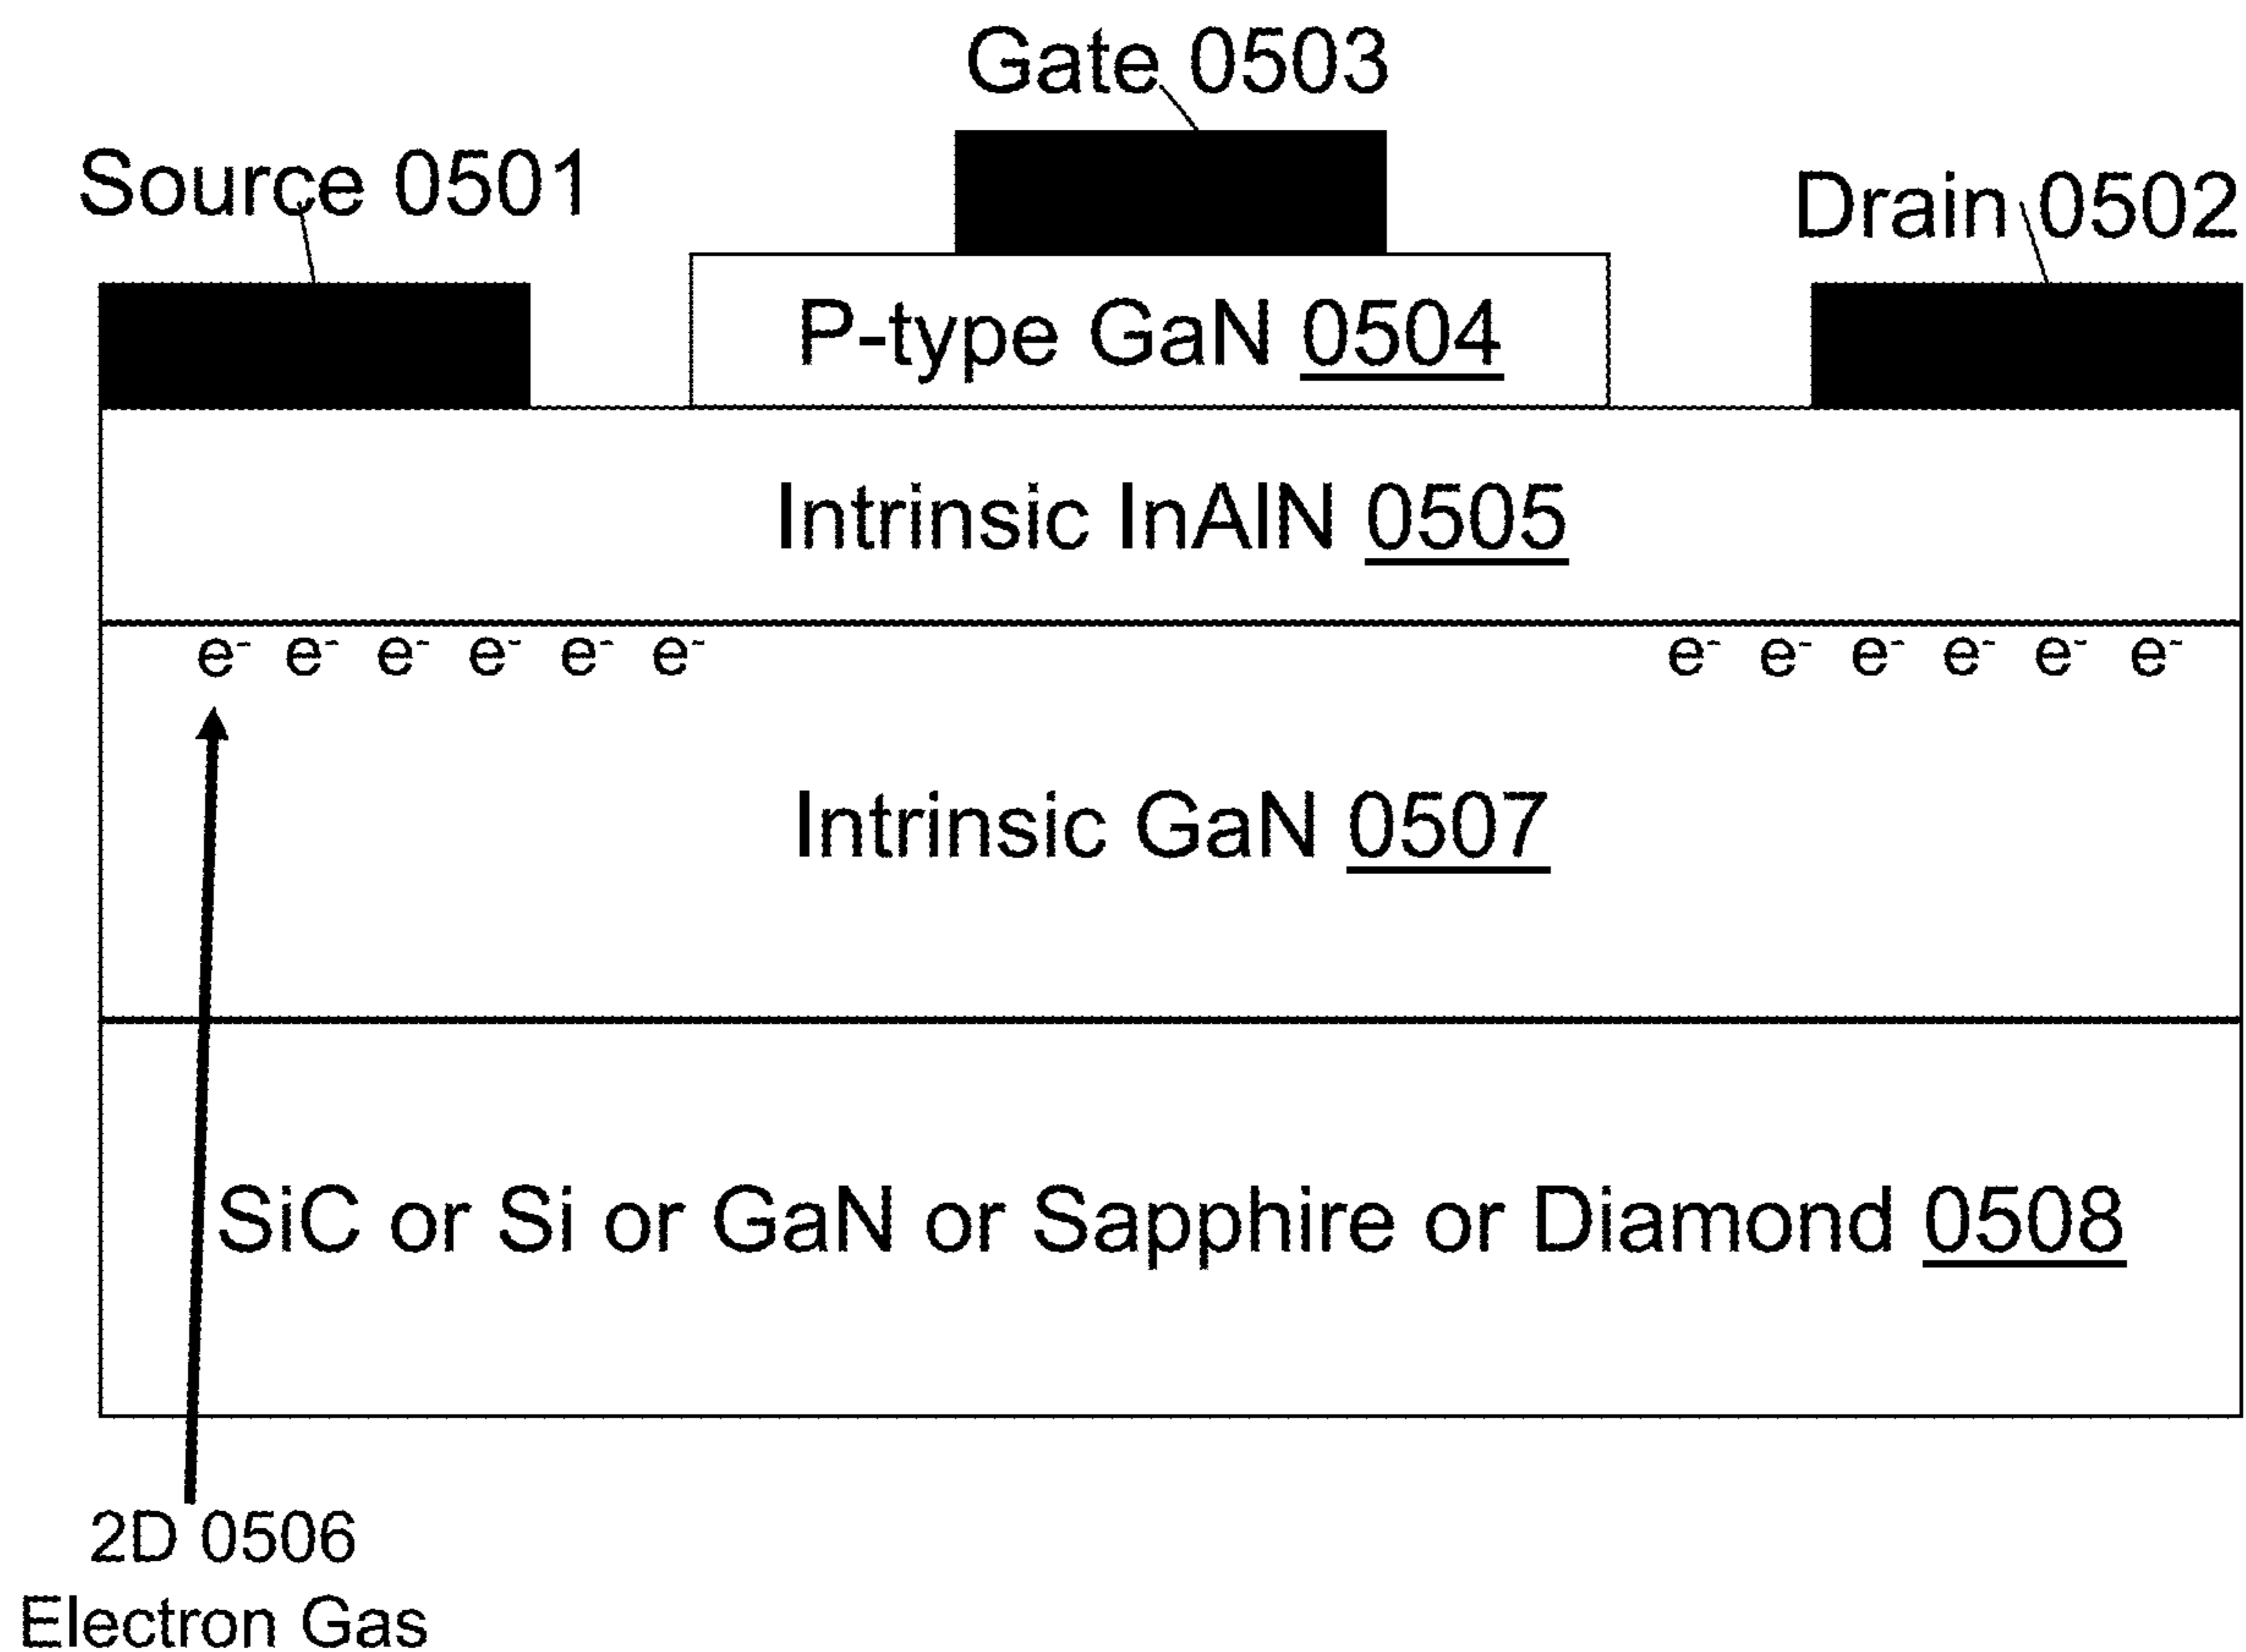 Gate 0503
Source 0501
Drain 0502
P-type GaN 0504
Intrinsic InAlN 0505
e- e- e- e- e- e- e- e- e- e- e- e-
Intrinsic GaN 0507
SiC or Si or GaN or Sapphire or Diamond 0508
2D 0506
Electron Gas